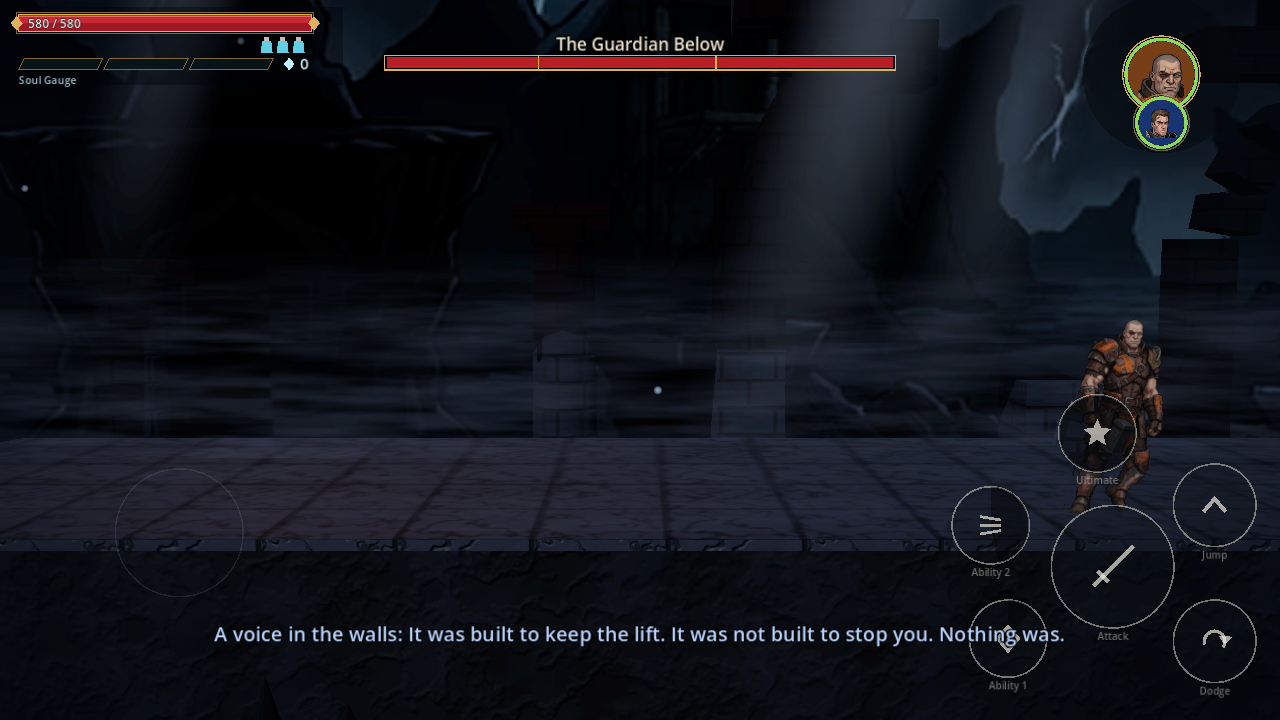 580 / 580
The Guardian Below
0
Soul Gauge
Ultimate
Jump
Ability 2
A voice in the walls: It was built to keep the lift. It was not built to stop you. Nothing was.
Attack
Ability 1
Dodge